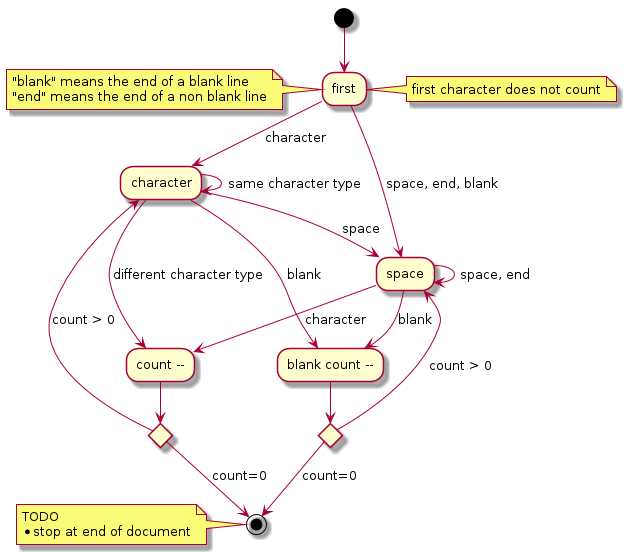 "blank" means the end of a blank line
"end" means the end of a non blank line
first
first character does not count
character
character
same character type
space, end, blank
space
space
space, end
different character type
blank
count > 0
character
blank
count --
blank count --
count > 0
count=0
count=0
TODO
•stop at end of document